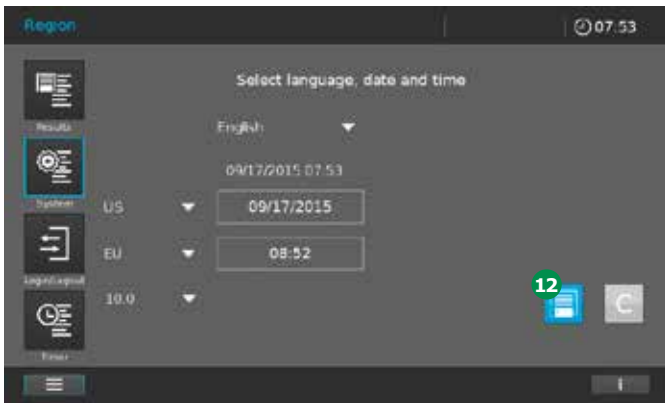 Region 07.53
Select language, date and time
Results
English
09/17/2015 07.53
System
US 09/17/2015
EU 08:52
Login/Logout
10.0
12
C
Timer
i